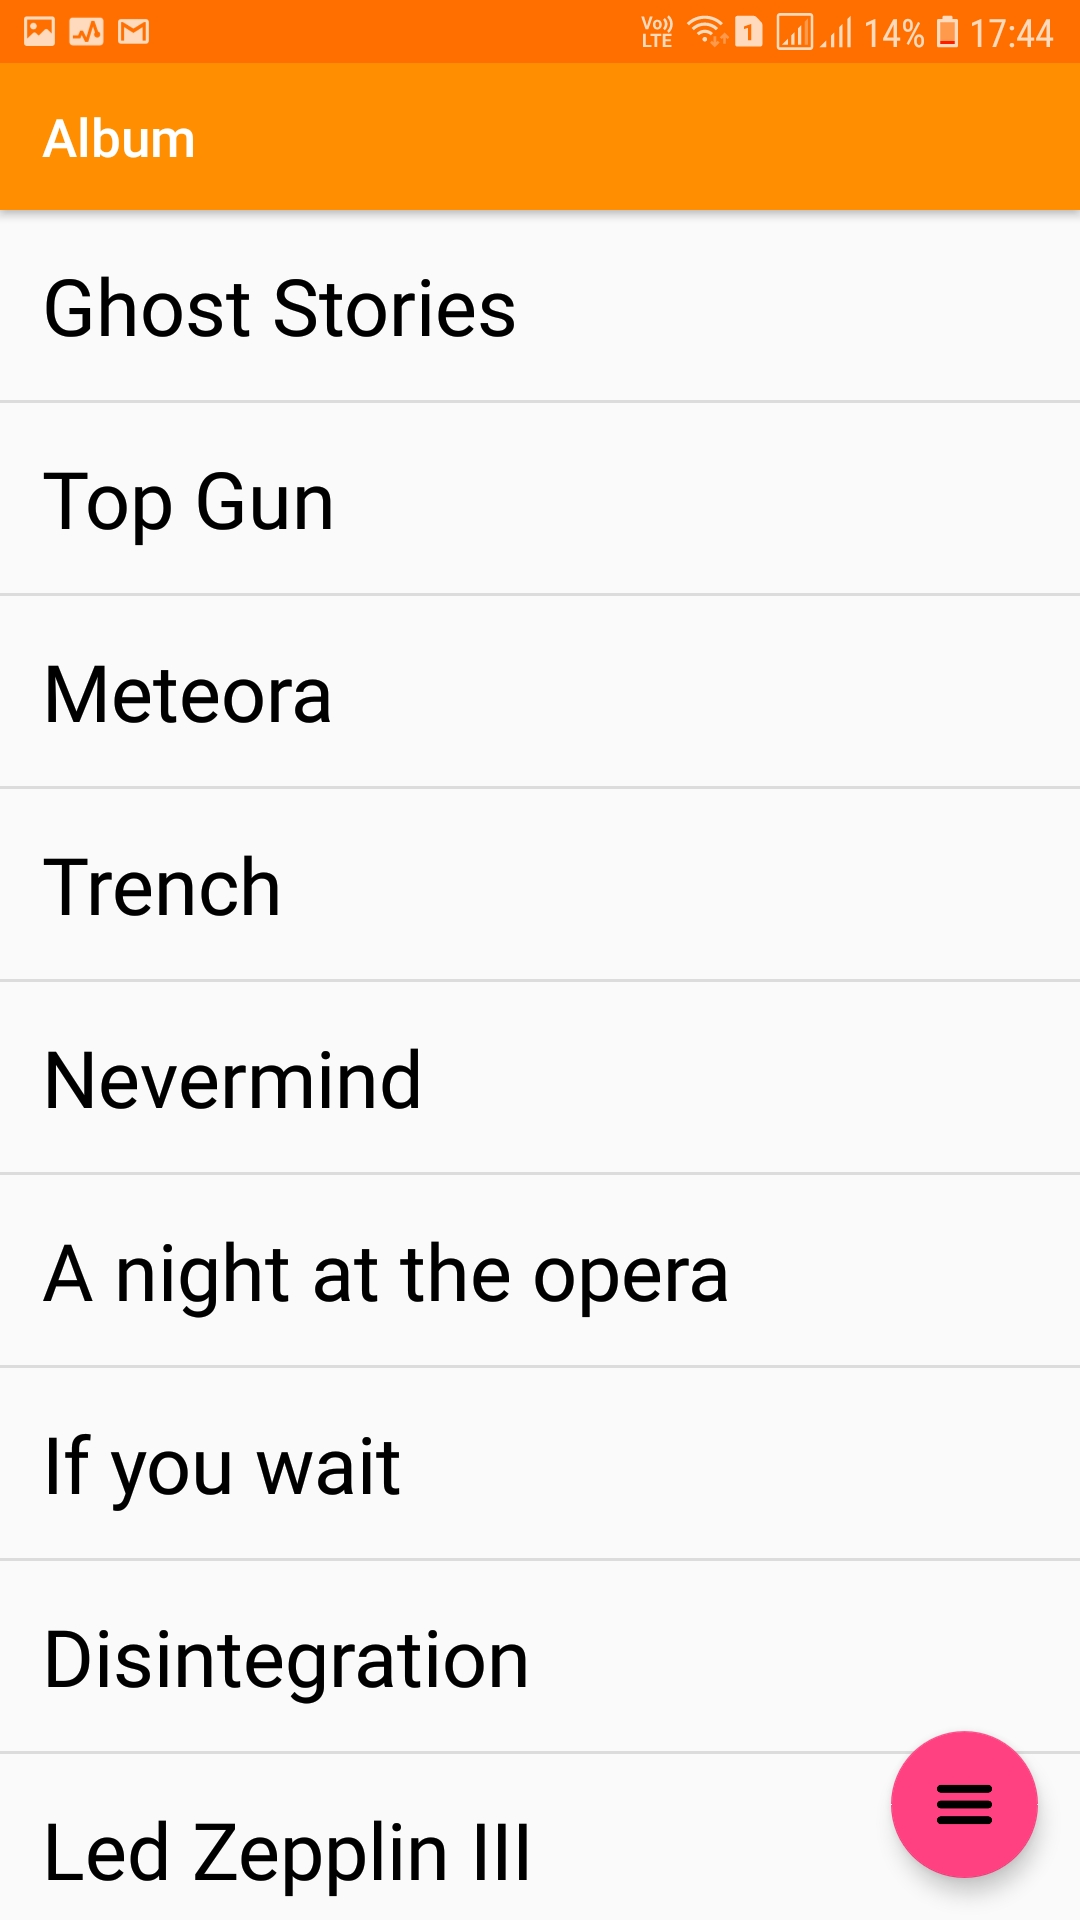 Vo)) LTE 1 14% 17:44
Album
Ghost Stories
Top Gun
Meteora
Trench
Nevermind
A night at the opera
If you wait
Disintegration
Led Zepplin III